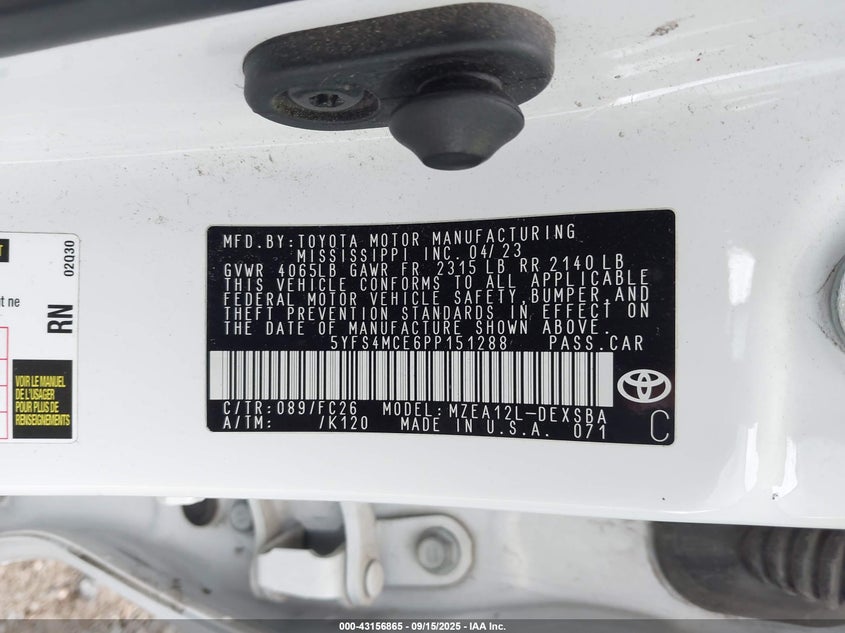 MFD.BY:TOYOTA MOTOR MANUFACTURING
MISSISSIPPI INC. 04/23
GVWR 4065LB GAWR FR 2315 LB RR 2140 LB
THIS VEHICLE CONFORMS TO ALL APPLICABLE
FEDERAL MOTOR VEHICLE SAFETY, BUMPER, AND
THEFT PREVENTION STANDARDS IN EFFECT ON
THE DATE OF MANUFACTURE SHOWN ABOVE.
5YFS4MCE6PP151288 PASS.CAR
C/TR:089/FC26 MODEL:MZEA12L-DEXSBA
A/TM: /K120 MADE IN U.S.A. 071
C
02Q30
RN
t ne
VOIR LE MANUEL
DE L'USAGER
POUR PLUS DE
RENSEIGNEMENTS
000-43156865 - 09/15/2025 - IAA Inc.